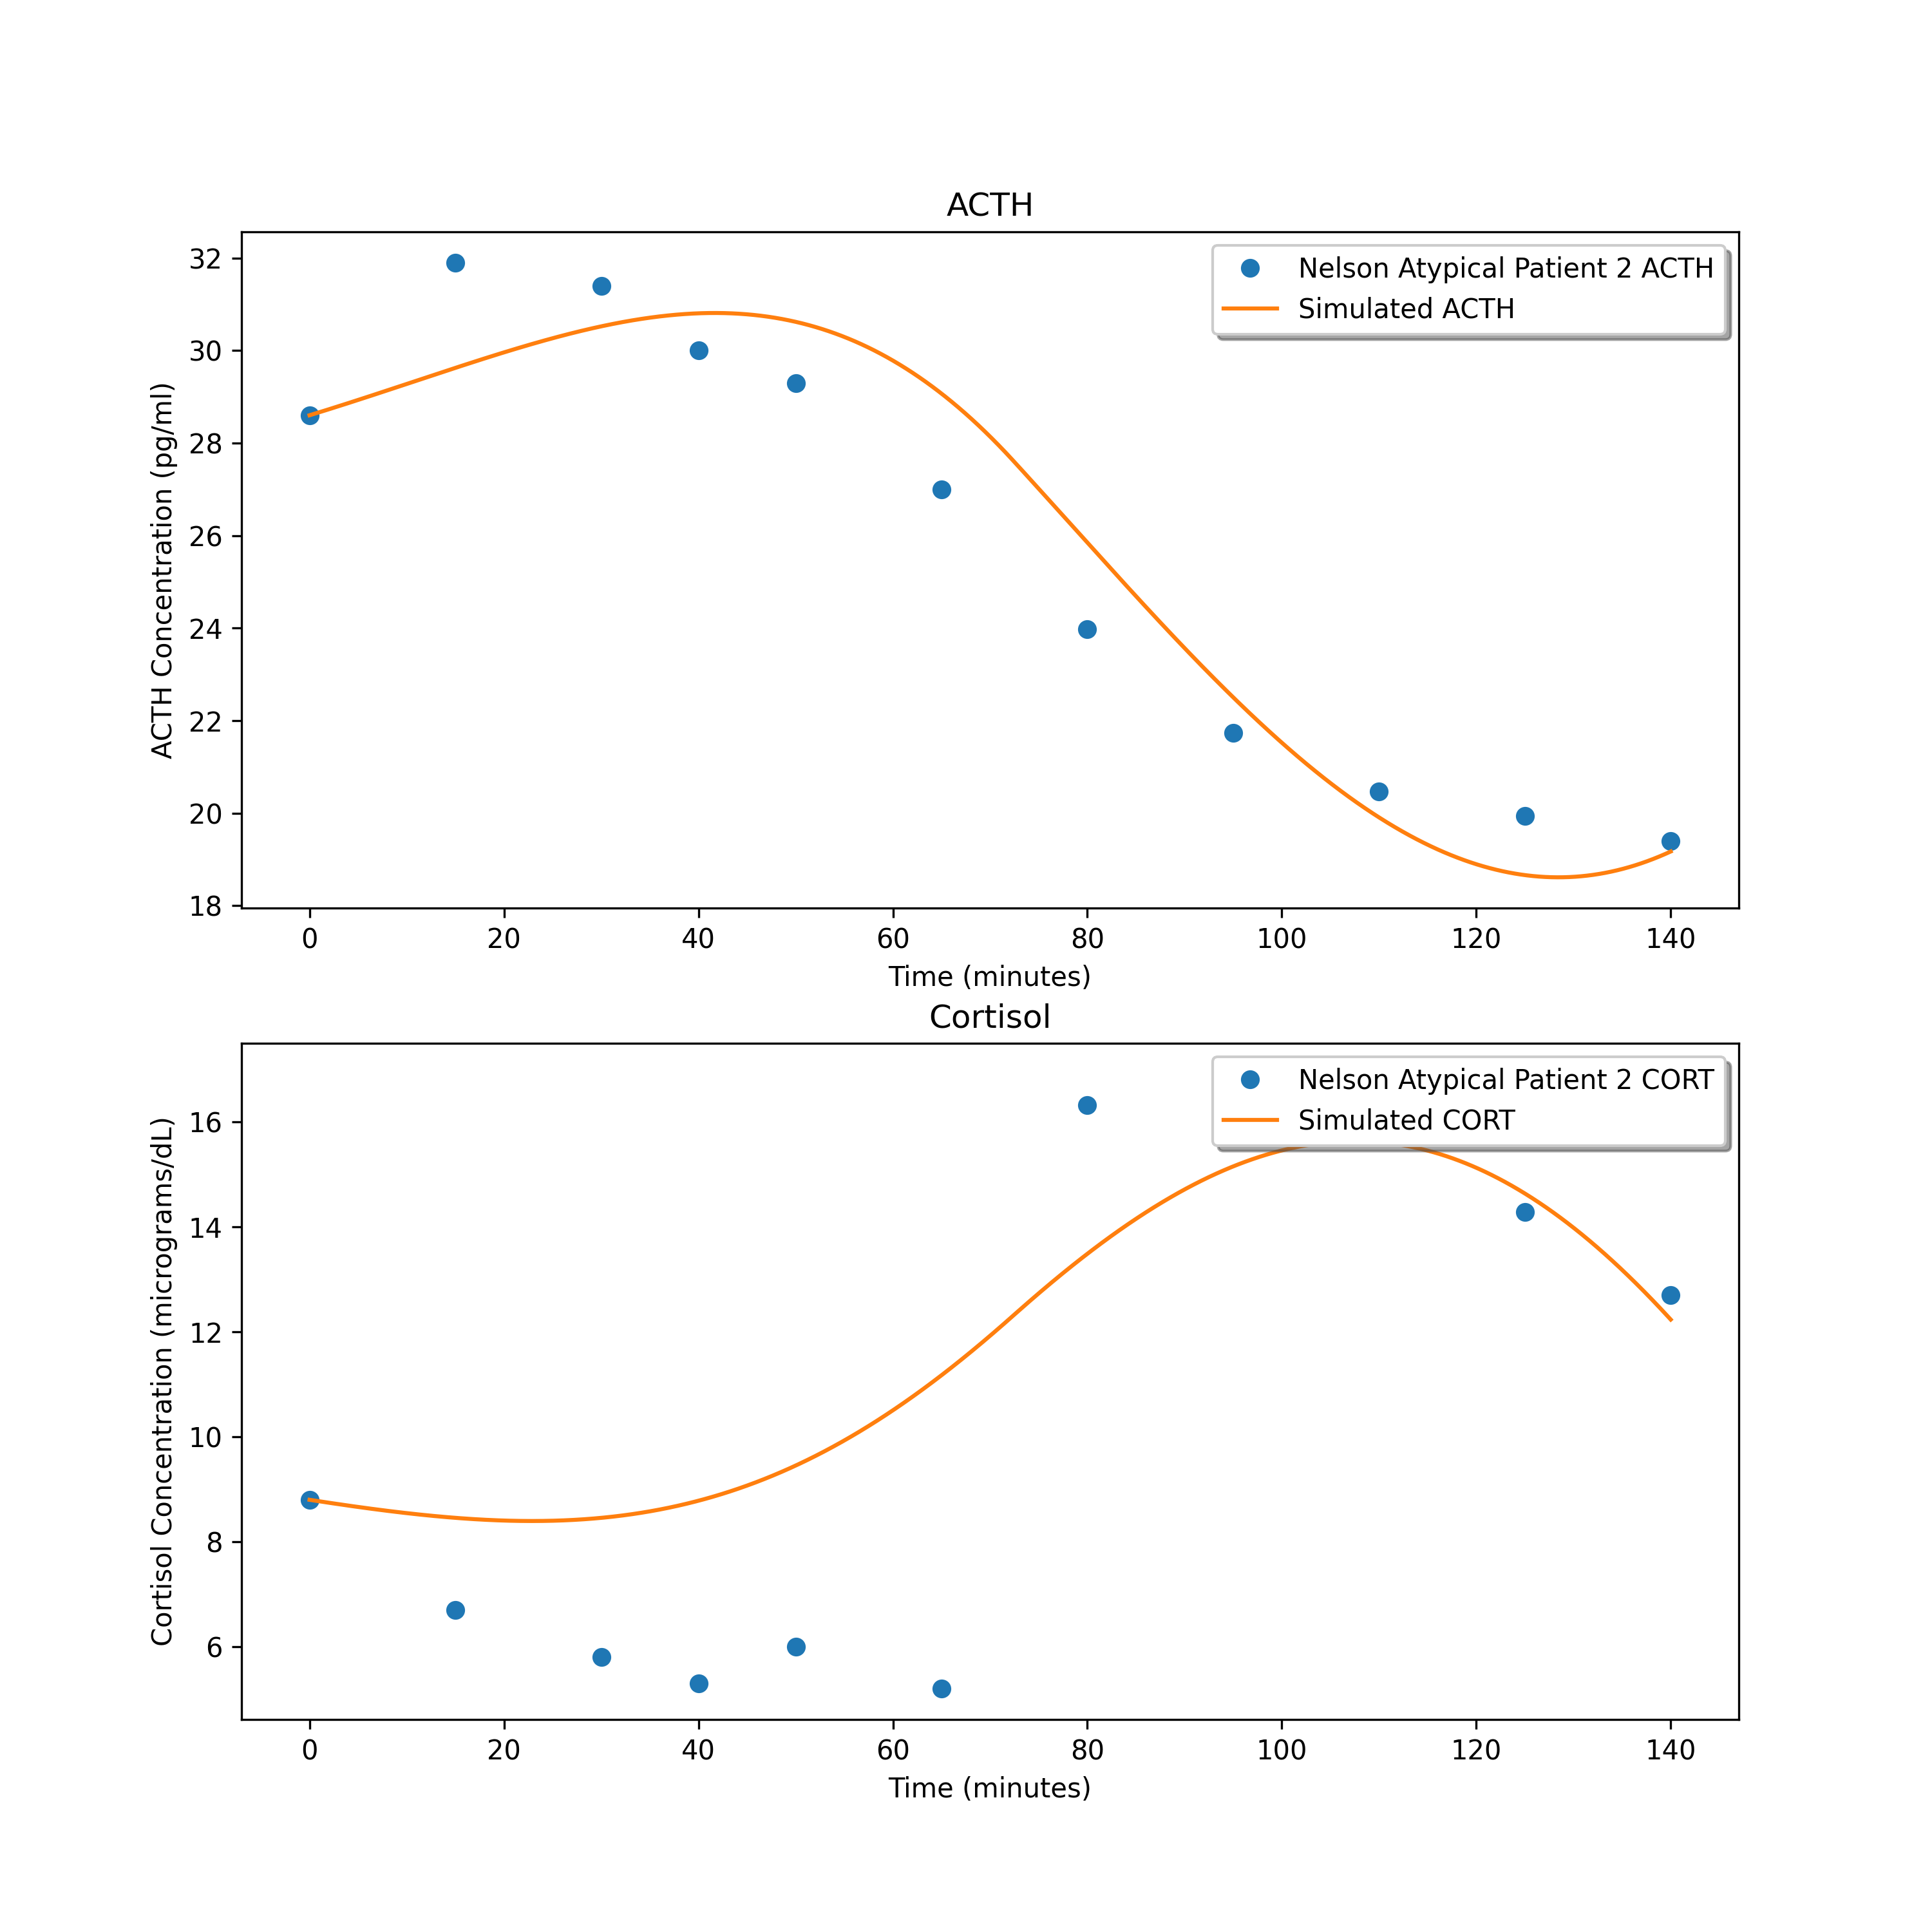 ACTH
Nelson Atypical Patient 2 ACTH
Simulated ACTH
ACTH Concentration (pg/ml)
32
30
28
26
24
22
20
18
0 20 40 60 80 100 120 140
Time (minutes)
Cortisol
Nelson Atypical Patient 2 CORT
Simulated CORT
Cortisol Concentration (micrograms/dL)
16
14
12
10
8
6
0 20 40 60 80 100 120 140
Time (minutes)